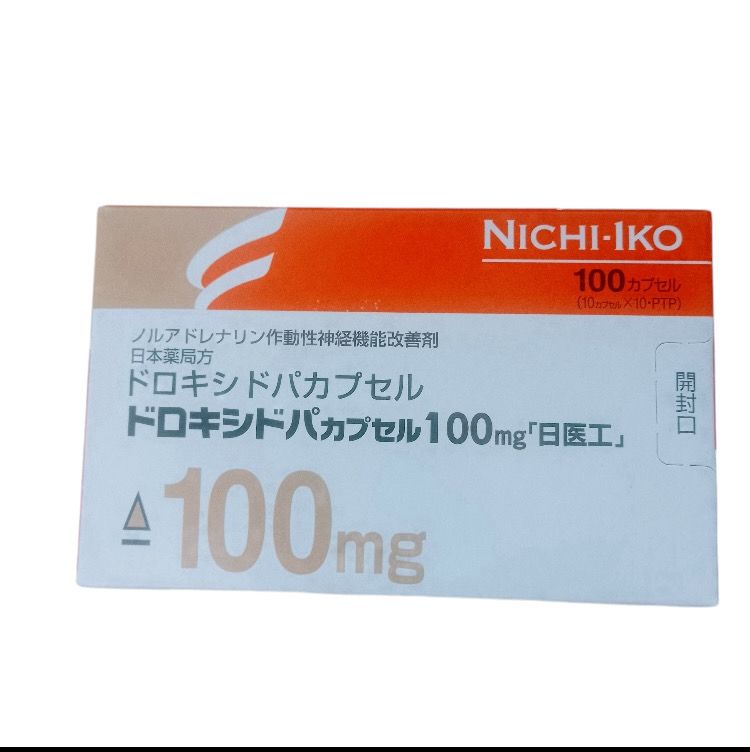 NICHI-IKO
100カプセル
(10カプセル×10・PTP)
ノルアドレナリン作動性神経機能改善剤
日本薬局方
ドロキシドパカプセル
ドロキシドパカプセル100mg「日医工」
開封口
100mg